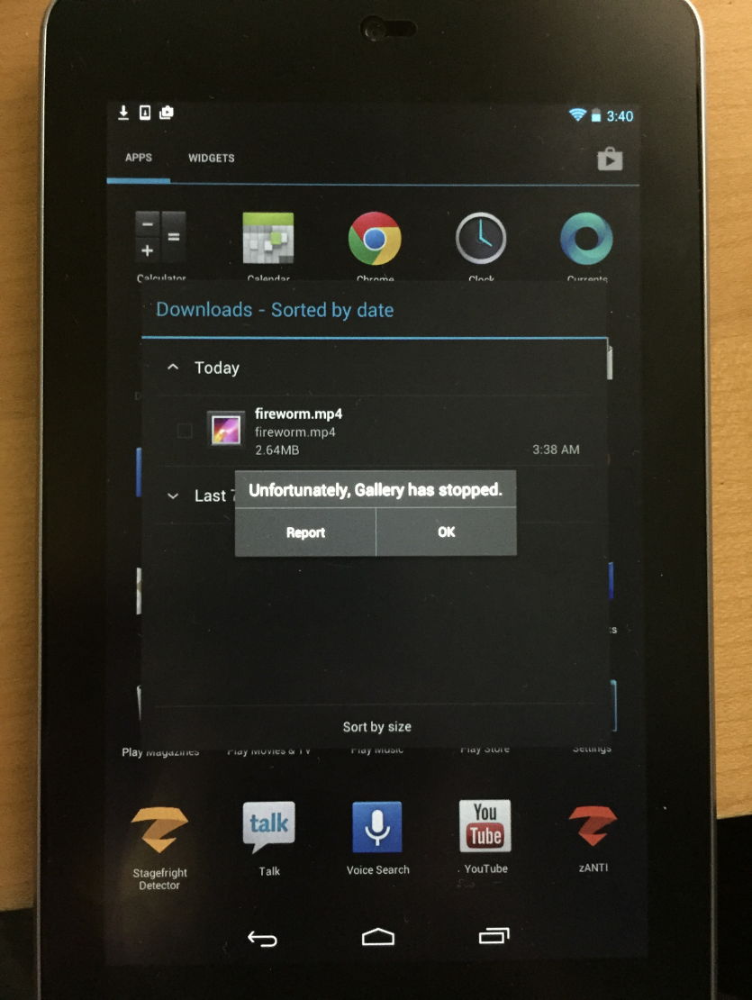 3:40
APPS WIDGETS
Calculator Calendar Chrome Clock Currents
Downloads - Sorted by date
Today
fireworm.mp4
fireworm.mp4
2.64MB 3:38 AM
Last 7
Unfortunately, Gallery has stopped.
Report OK
Sort by size
Play Magazines Play Movies & TV Play Music Play Store Settings
talk
You
Tube
Stagefright
Detector
Talk Voice Search YouTube zANTI